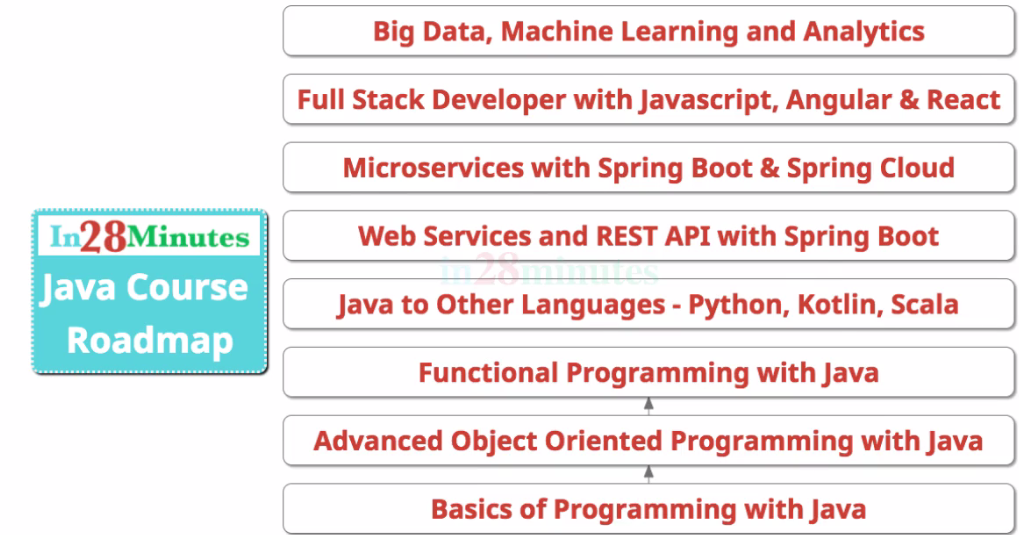 Big Data, Machine Learning and Analytics
Full Stack Developer with Javascript, Angular & React
Microservices with Spring Boot & Spring Cloud
In28Minutes
Java Course
Roadmap
Web Services and REST API with Spring Boot
in28minutes
Java to Other Languages - Python, Kotlin, Scala
Functional Programming with Java
Advanced Object Oriented Programming with Java
Basics of Programming with Java